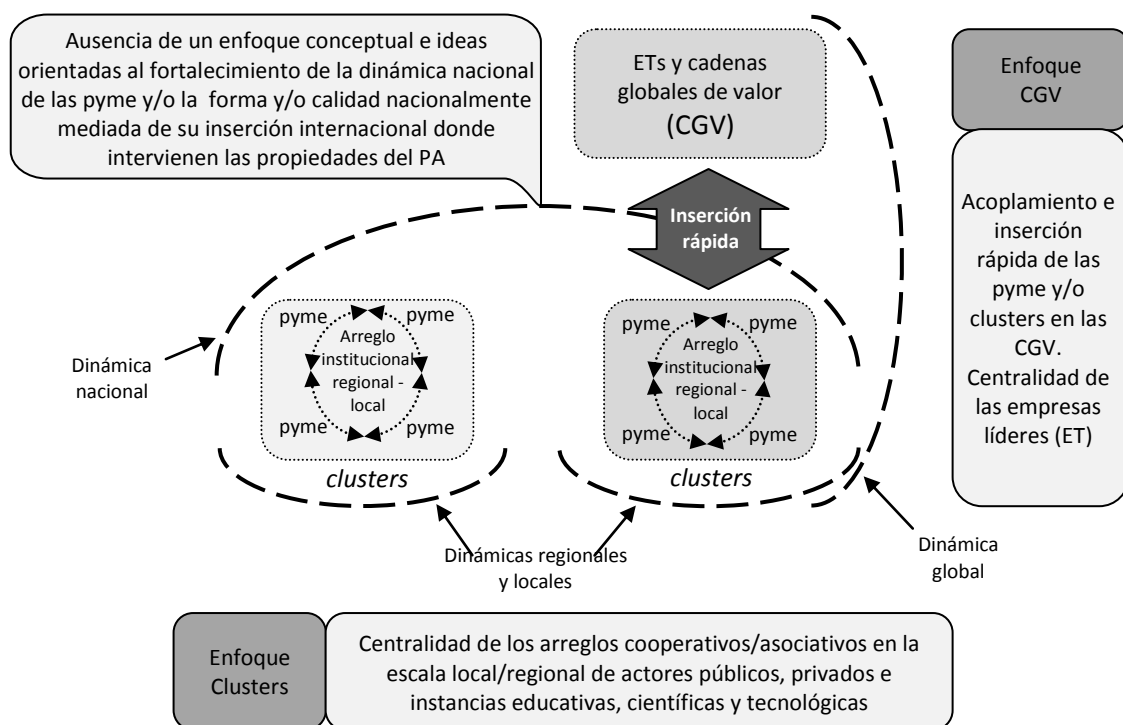 Ausencia de un enfoque conceptual e ideas
orientadas al fortalecimiento de la dinámica nacional
de las pyme y/o la forma y/o calidad nacionalmente
mediada de su inserción internacional donde
intervienen las propiedades del PA
ETs y cadenas
globales de valor
(CGV)
Enfoque
CGV
Inserción
rápida
Acoplamiento e
inserción
rápida de las
pyme y/o
clusters en las
CGV.
Centralidad de
las empresas
líderes (ET)
Dinámica
nacional
pyme pyme
Arreglo
institucional
regional -
local
pyme pyme
clusters
pyme pyme
Arreglo
institucional
regional -
local
pyme pyme
clusters
Dinámicas regionales
y locales
Dinámica
global
Enfoque
Clusters
Centralidad de los arreglos cooperativos/asociativos en la
escala local/regional de actores públicos, privados e
instancias educativas, científicas y tecnológicas